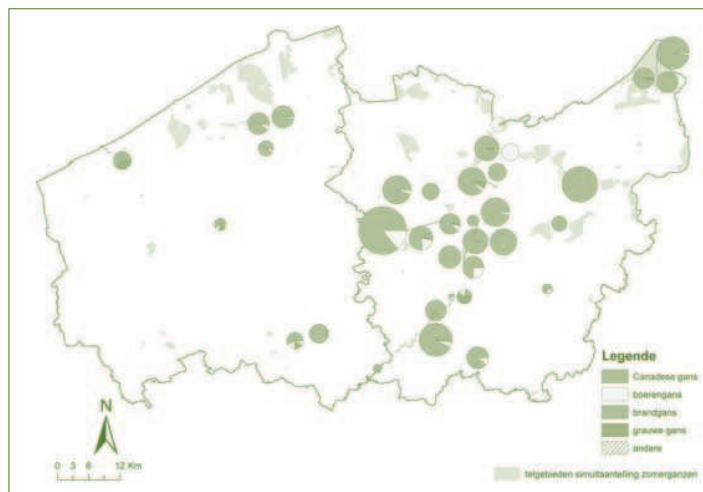 Legende
Canadese gans
boerengans
brandgans
grauwe gans
andere
telgebieden simultaantelling zomerganzen
N
0 3 6 12 Km